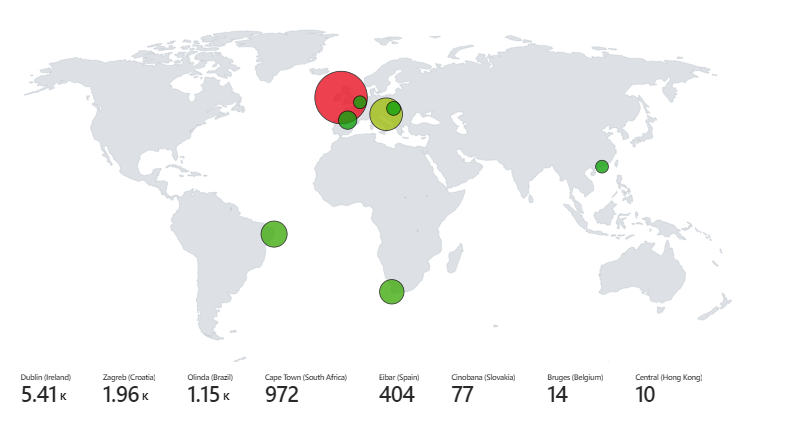 Dublin (Ireland) Zagreb (Croatia) Olinda (Brazil) Cape Town (South Africa) Eibar (Spain) Cinobana (Slovakia) Bruges (Belgium) Central (Hong Kong)
5.41 K 1.96 K 1.15 K 972 404 77 14 10